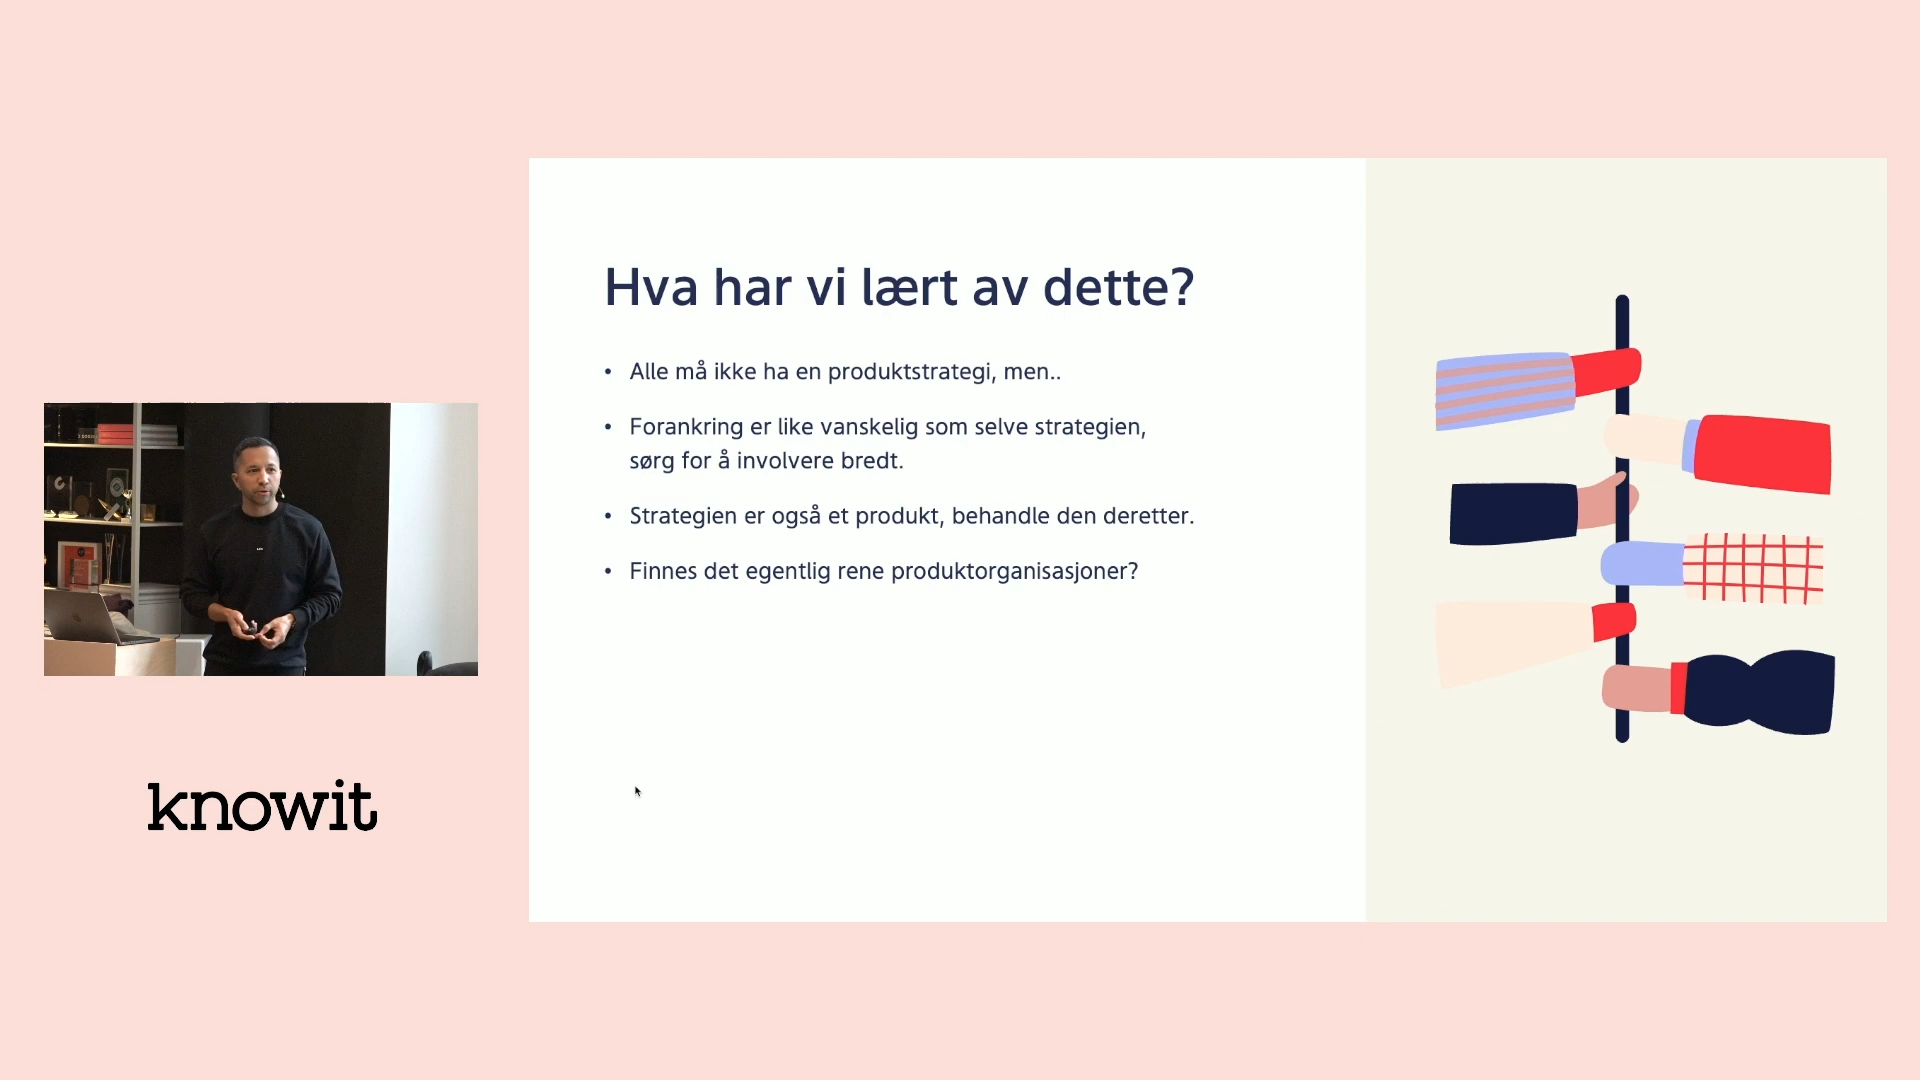 Hva har vi lært av dette?
• Alle må ikke ha en produktstrategi, men..
• Forankring er like vanskelig som selve strategien,
sørg for å involvere bredt.
• Strategien er også et produkt, behandle den deretter.
• Finnes det egentlig rene produktorganisasjoner?
knowit